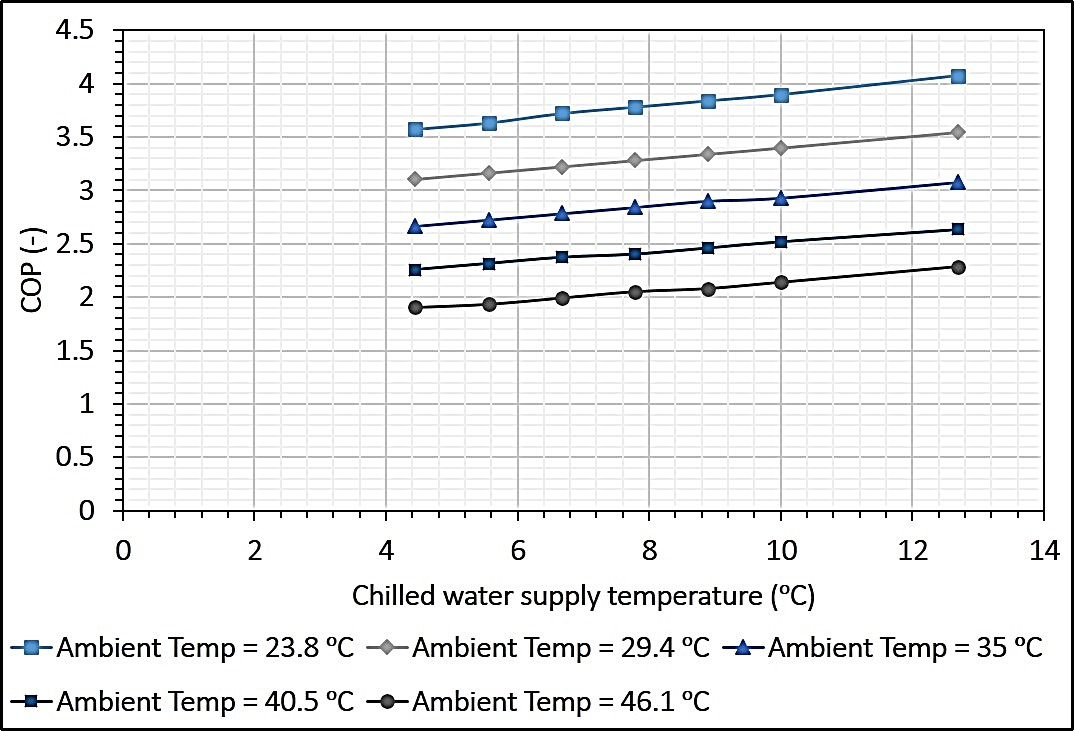 4.5
4
3.5
3
2.5
2
1.5
1
0.5
0
COP (-)
0 2 4 6 8 10 12 14
Chilled water supply temperature (ºC)
Ambient Temp = 23.8 ºC Ambient Temp = 29.4 ºC Ambient Temp = 35 ºC
Ambient Temp = 40.5 ºC Ambient Temp = 46.1 ºC